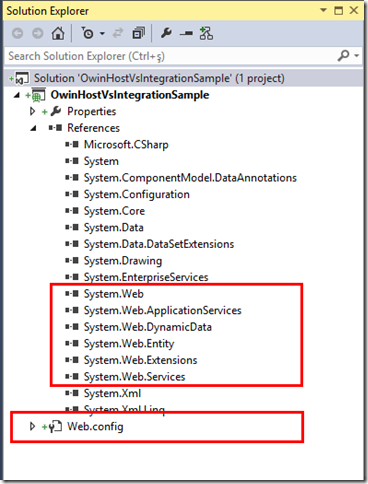 Solution Explorer
Search Solution Explorer (Ctrl+ş)
Solution 'OwinHostVsIntegrationSample' (1 project)
OwinHostVsIntegrationSample
Properties
References
Microsoft.CSharp
System
System.ComponentModel.DataAnnotations
System.Configuration
System.Core
System.Data
System.Data.DataSetExtensions
System.Drawing
System.EnterpriseServices
System.Web
System.Web.ApplicationServices
System.Web.DynamicData
System.Web.Entity
System.Web.Extensions
System.Web.Services
System.Xml
System.Xml.Linq
Web.config